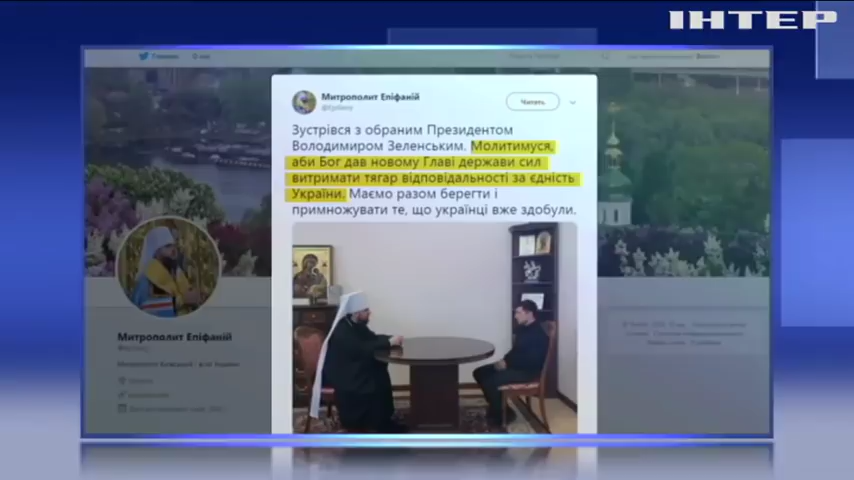 ІНТЕР
Митрополит Епіфаній
Читать
Зустрівся з обраним Президентом
Володимиром Зеленським. Молитимуся,
аби Бог дав новому Главі держави сил
витримати тягар відповідальності за єдність
України. Маємо разом берегти і
примножувати те, що українці вже здобули.
Митрополит Епіфаній